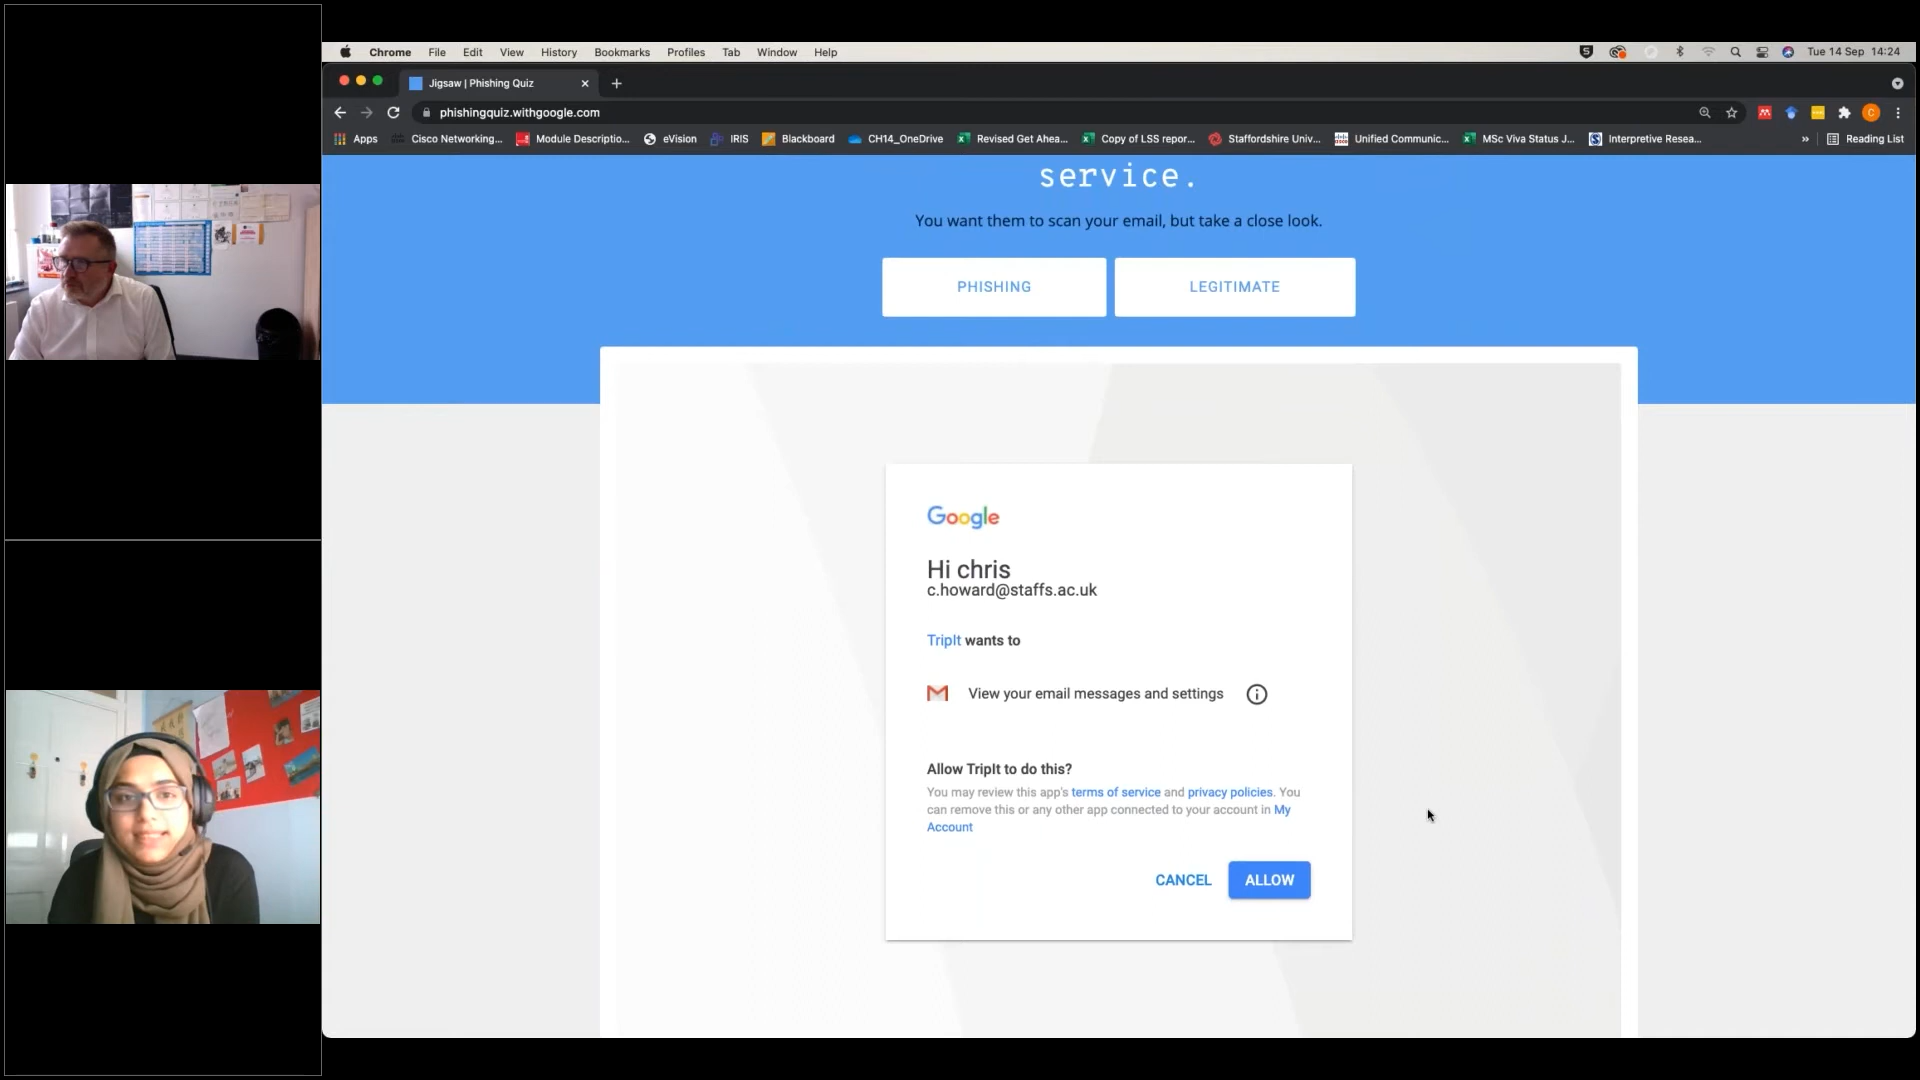 Chrome File Edit View History Bookmarks Profiles Tab Window Help Tue 14 Sep 14:24
Jigsaw | Phishing Quiz
phishingquiz.withgoogle.com
Apps Cisco Networking... Module Descriptio... eVision IRIS Blackboard CH14_OneDrive Revised Get Ahea... Copy of LSS repor... Staffordshire Univ... Unified Communic... MSc Viva Status J... Interpretive Resea... » Reading List
service.
You want them to scan your email, but take a close look.
PHISHING LEGITIMATE
Google
Hi chris
c.howard@staffs.ac.uk
TripIt wants to
View your email messages and settings
Allow TripIt to do this?
You may review this app's terms of service and privacy policies. You
can remove this or any other app connected to your account in My
Account
CANCEL ALLOW